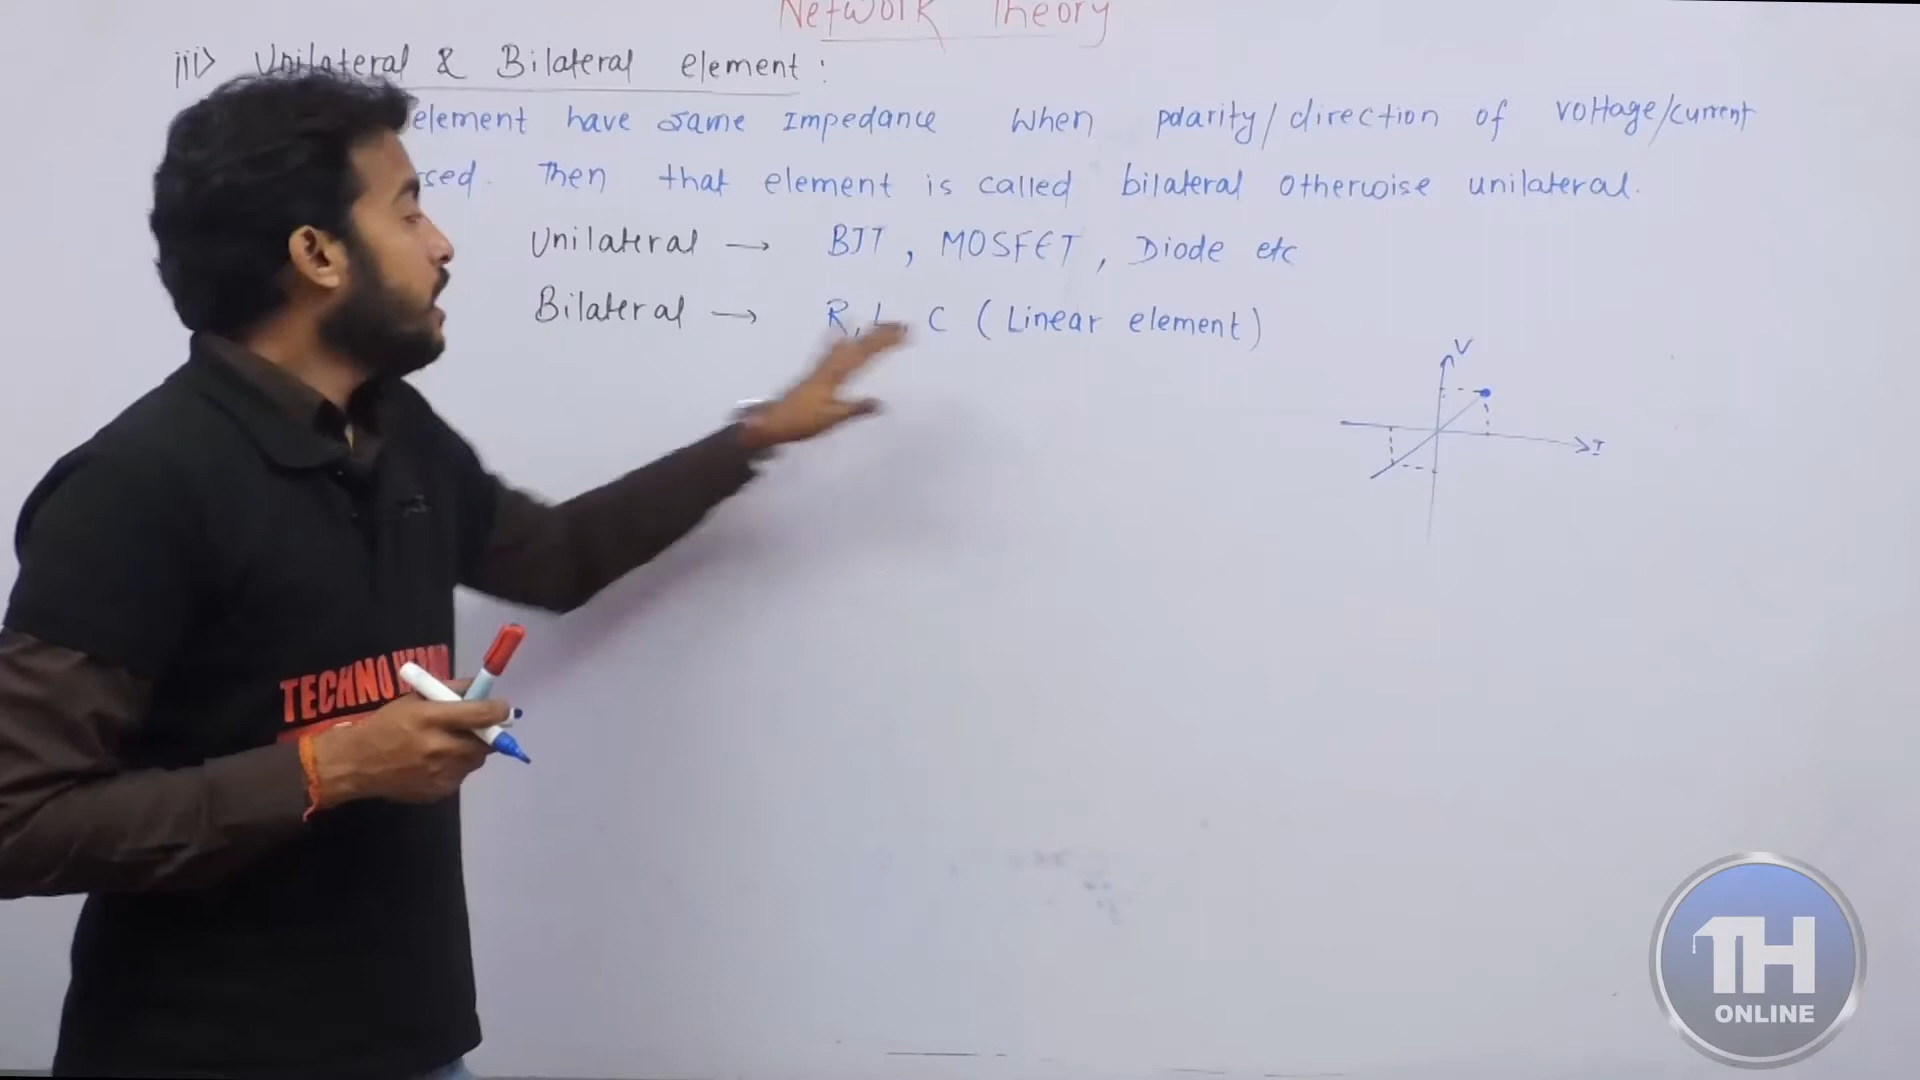 Network Theory
iii> Unilateral & Bilateral element :
element have same Impedance When polarity/direction of voltage/current
Then that element is called bilateral otherwise unilateral.
Unilateral → BJT, MOSFET, Diode etc
Bilateral → R, L, C (Linear element)
V
I
TECHNO
TH
ONLINE